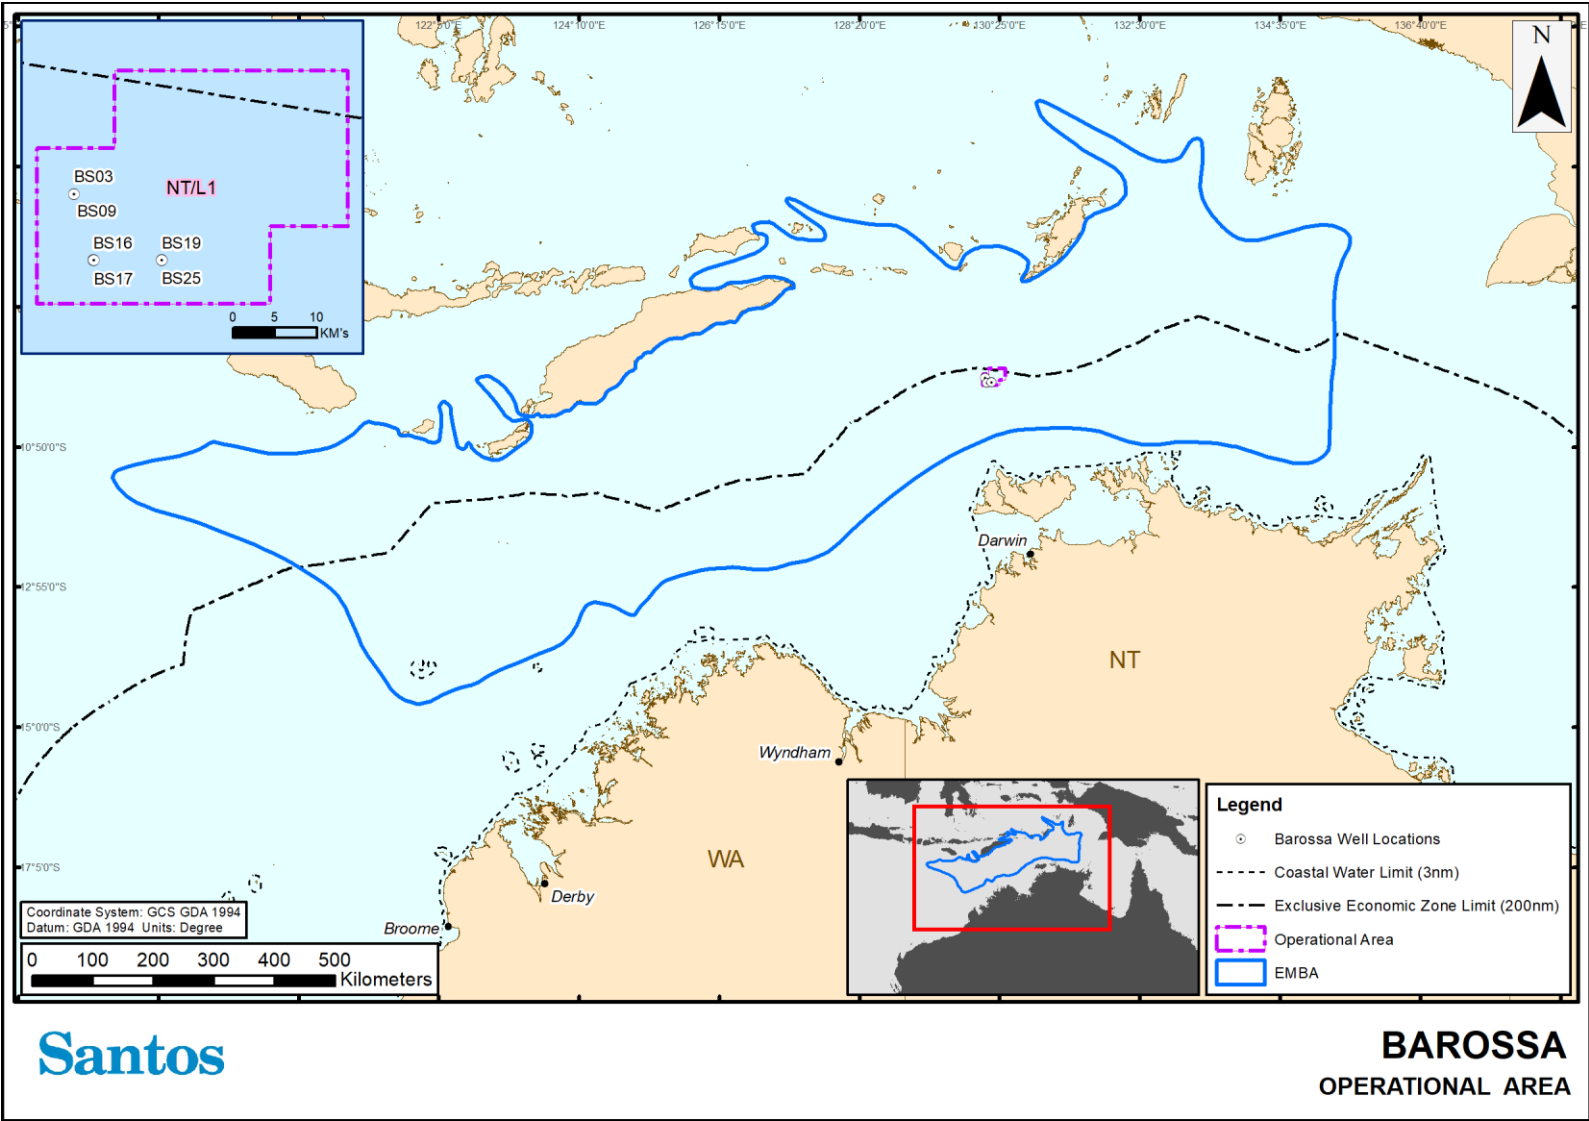 122°5'0"E
124°10'0"E
126°15'0"E
128°20'0"E
130°25'0"E
132°30'0"E
134°35'0"E
136°40'0"E
N
BS03
BS09
NT/L1
BS16
BS19
BS17
BS25
0 5 10
KM's
10°50'0"S
12°55'0"S
15°0'0"S
17°5'0"S
Darwin
NT
Wyndham
WA
Derby
Broome
Coordinate System: GCS GDA 1994
Datum: GDA 1994 Units: Degree
0 100 200 300 400 500
Kilometers
Legend
Barossa Well Locations
Coastal Water Limit (3nm)
Exclusive Economic Zone Limit (200nm)
Operational Area
EMBA
Santos
BAROSSA
OPERATIONAL AREA